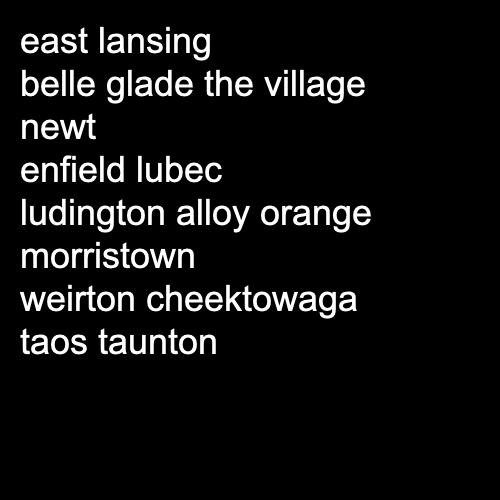 east lansing
belle glade the village
newt
enfield lubec
ludington alloy orange
morristown
weirton cheektowaga
taos taunton